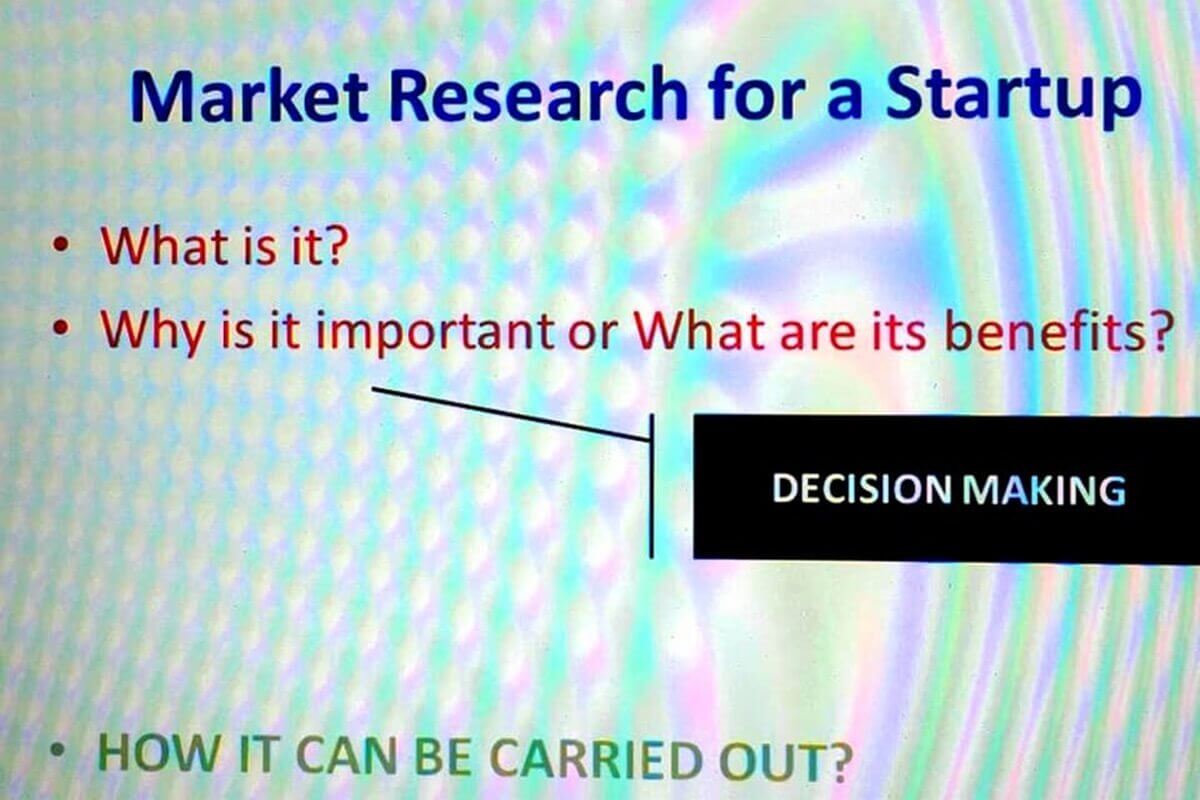 Market Research for a Startup
• What is it?
• Why is it important or What are its benefits?
DECISION MAKING
• HOW IT CAN BE CARRIED OUT?